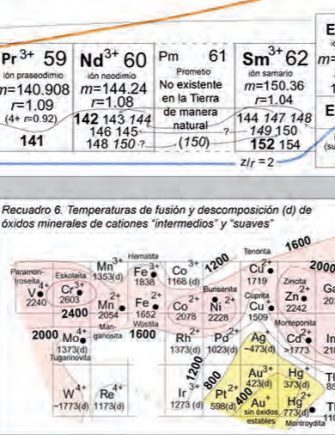 Pr 3+ 59 Nd3+ 60 Pm 61 Sm3+ 62
ión praseodimio ión neodimio Prometio ión samario
m=140.908 m=144.24 No existente m=150.36
r=1.09 r=1.08 en la Tierra r=1.04
(4+ r=0.92) 142 143 144 de manera 144 147 148
146 145 natural ? 149 150
141 148 150 ? (150) 152 154
z/r = 2
Recuadro 6. Temperaturas de fusión y descomposición (d) de
óxidos minerales de cationes “intermedios” y “suaves”
Hematita Tenorita 1600
Mn3+ 1353(d) Fe3+ 1838 Co3+ 1168 (d) 1200 Cu2+ 1719 2000
Eskolaita Cr3+ 2603 Bunsenita Zincita
V3+ 2240 2400 Mn2+ 2054 Fe2+ 1652 Co2+ 2078 Ni2+ 2228 Cuprita Cu+ 1509 Zn2+ 2242
Manganosita Wüstita Monteponita
2000 Mo4+ 1373(d) 1600 Rh3+ 1373(d) Pd2+ 1023(d) Ag+ ~473(d) Cd2+ >1773
Tugarinovita 1200 800 400
W4+ ~1773(d) Re4+ 1173(d) Ir4+ 1273 (d) Pt2+ 598(d) Au3+ 423(d) Hg+ 373(d)
Au+ sin óxidos estables Hg2+ 773(d)
Montroydita